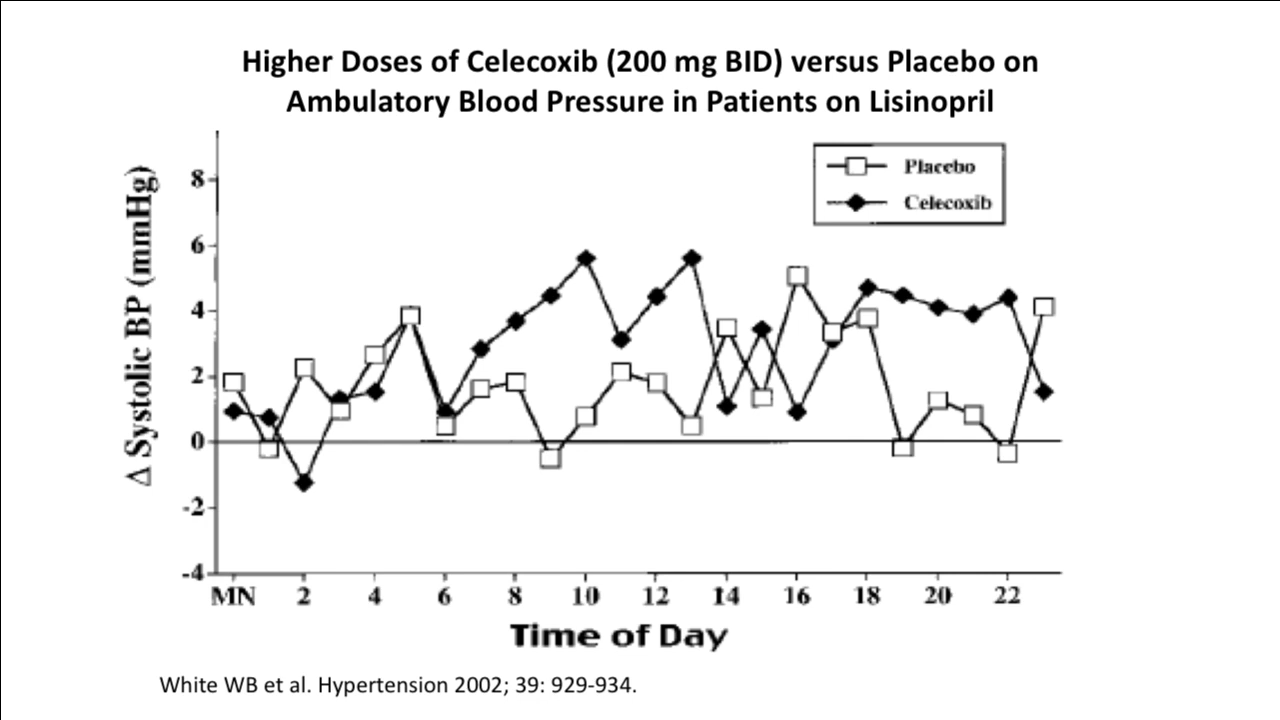 Higher Doses of Celecoxib (200 mg BID) versus Placebo on
Ambulatory Blood Pressure in Patients on Lisinopril
Δ Systolic BP (mmHg)
Placebo
Celecoxib
8
6
4
2
0
-2
-4
MN 2 4 6 8 10 12 14 16 18 20 22
Time of Day
White WB et al. Hypertension 2002; 39: 929-934.